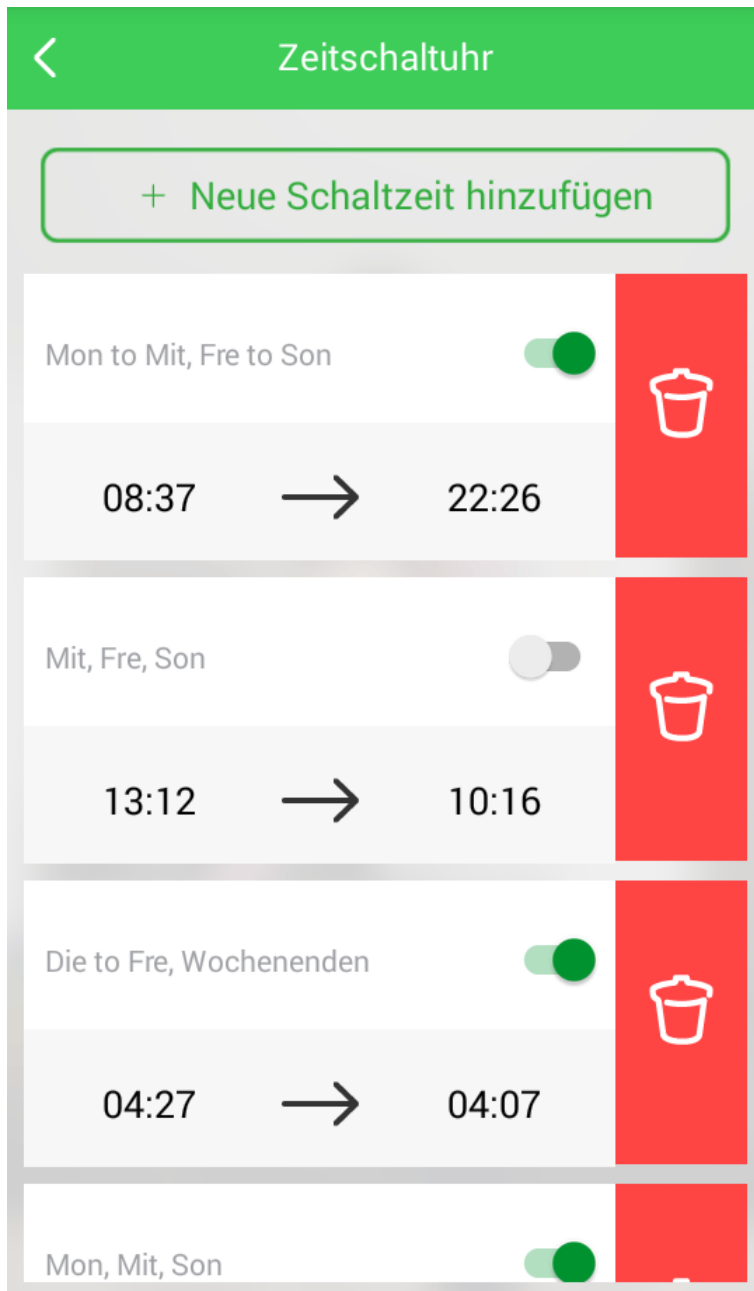 Zeitschaltuhr
+ Neue Schaltzeit hinzufügen
Mon to Mit, Fre to Son
08:37 → 22:26
Mit, Fre, Son
13:12 → 10:16
Die to Fre, Wochenenden
04:27 → 04:07
Mon, Mit, Son